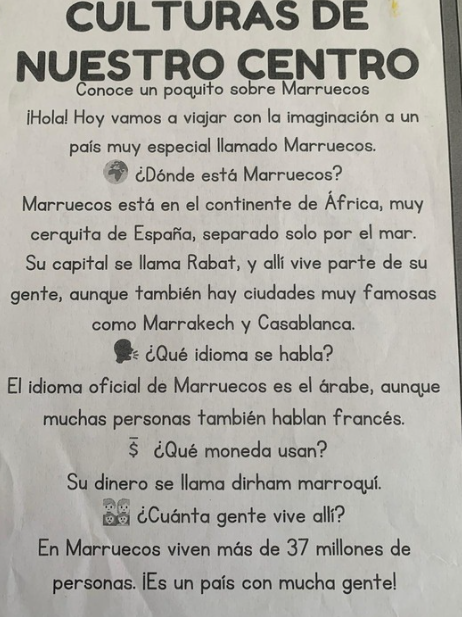 CULTURAS DE
NUESTRO CENTRO
Conoce un poquito sobre Marruecos
¡Hola! Hoy vamos a viajar con la imaginación a un
país muy especial llamado Marruecos.
¿Dónde está Marruecos?
Marruecos está en el continente de África, muy
cerquita de España, separado solo por el mar.
Su capital se llama Rabat, y allí vive parte de su
gente, aunque también hay ciudades muy famosas
como Marrakech y Casablanca.
¿Qué idioma se habla?
El idioma oficial de Marruecos es el árabe, aunque
muchas personas también hablan francés.
$ ¿Qué moneda usan?
Su dinero se llama dirham marroquí.
¿Cuánta gente vive allí?
En Marruecos viven más de 37 millones de
personas. ¡Es un país con mucha gente!